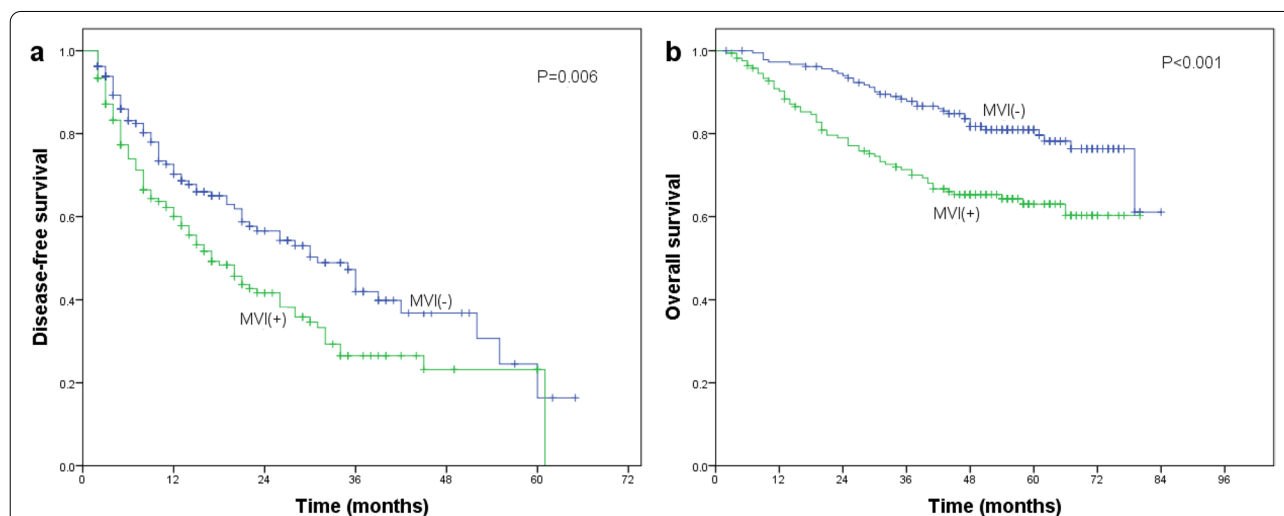 a
P=0.006
1.0
0.8
0.6
0.4
0.2
0.0
Disease-free survival
MVI(-)
MVI(+)
0 12 24 36 48 60 72
Time (months)
b
P<0.001
1.0
0.8
0.6
0.4
0.2
0.0
Overall survival
MVI(-)
MVI(+)
0 12 24 36 48 60 72 84 96
Time (months)